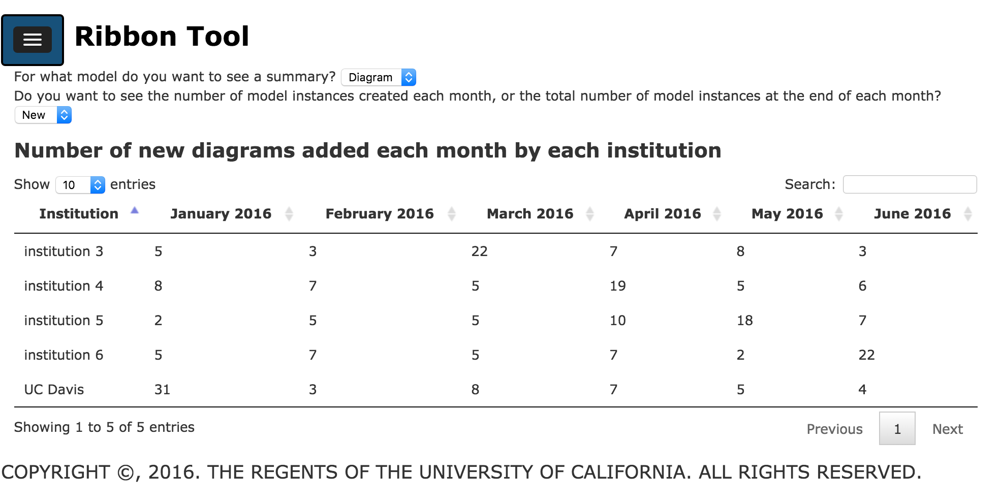 Ribbon Tool
For what model do you want to see a summary? Diagram
Do you want to see the number of model instances created each month, or the total number of model instances at the end of each month?
New
Number of new diagrams added each month by each institution
Show 10 entries Search:
Institution January 2016 February 2016 March 2016 April 2016 May 2016 June 2016
institution 3 5 3 22 7 8 3
institution 4 8 7 5 19 5 6
institution 5 2 5 5 10 18 7
institution 6 5 7 5 7 2 22
UC Davis 31 3 8 7 5 4
Showing 1 to 5 of 5 entries Previous 1 Next
COPYRIGHT ©, 2016. THE REGENTS OF THE UNIVERSITY OF CALIFORNIA. ALL RIGHTS RESERVED.